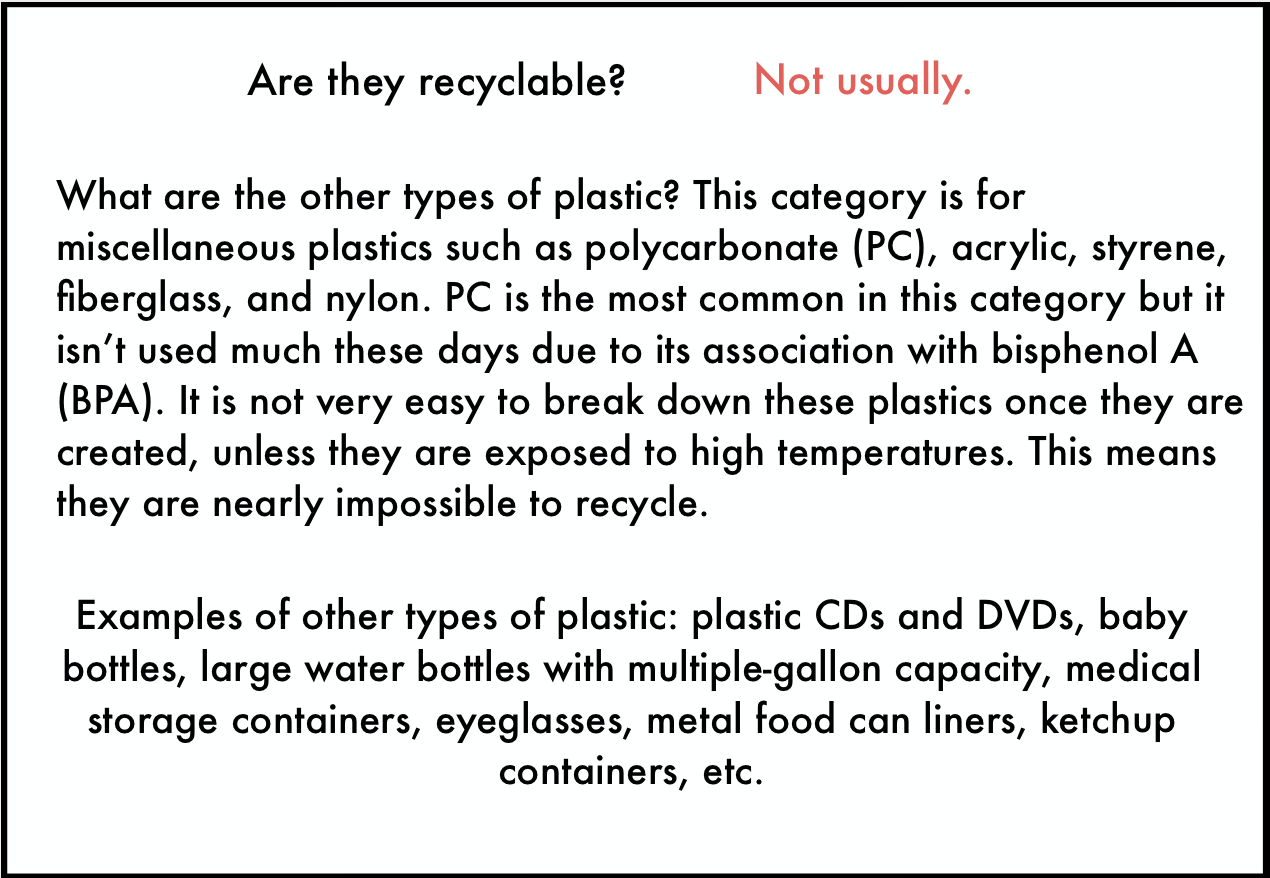 Are they recyclable? Not usually.
What are the other types of plastic? This category is for
miscellaneous plastics such as polycarbonate (PC), acrylic, styrene,
fiberglass, and nylon. PC is the most common in this category but it
isn’t used much these days due to its association with bisphenol A
(BPA). It is not very easy to break down these plastics once they are
created, unless they are exposed to high temperatures. This means
they are nearly impossible to recycle.
Examples of other types of plastic: plastic CDs and DVDs, baby
bottles, large water bottles with multiple-gallon capacity, medical
storage containers, eyeglasses, metal food can liners, ketchup
containers, etc.